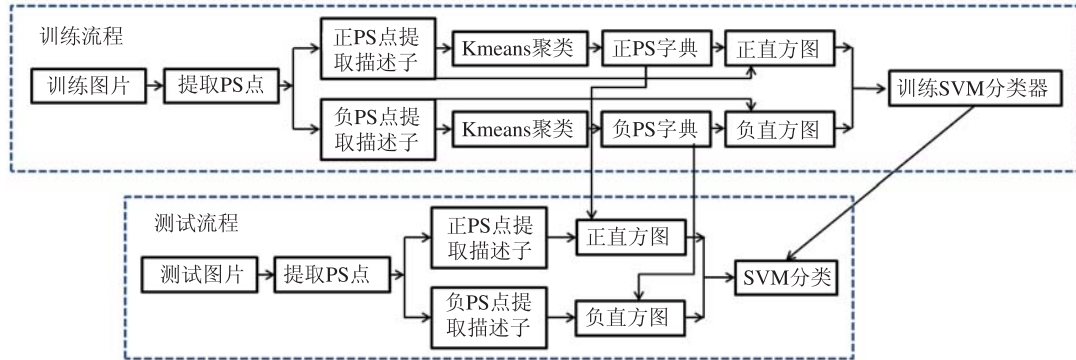 训练流程
训练图片
提取PS点
正PS点提
取描述子
Kmeans聚类
正PS字典
正直方图
负PS点提
取描述子
Kmeans聚类
负PS字典
负直方图
训练SVM分类器
测试流程
测试图片
提取PS点
正PS点提
取描述子
正直方图
负PS点提
取描述子
负直方图
SVM分类